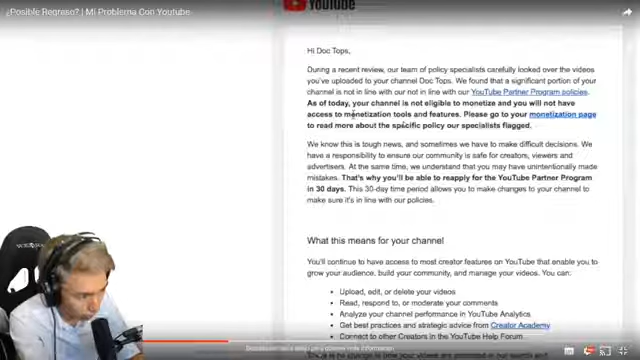 ¿Posible Regreso? | Mi Problema Con Youtube
YouTube
Hi Doc Tops,
During a recent review, our team of policy specialists carefully looked over the videos
you've uploaded to your channel Doc Tops. We found that a significant portion of your
channel is not in line with our not in line with our YouTube Partner Program policies.
As of today, your channel is not eligible to monetize and you will not have
access to monetization tools and features. Please go to your monetization page
to read more about the specific policy our specialists flagged.
We know this is tough news, and sometimes we have to make difficult decisions. We
have a responsibility to ensure our community is safe for creators, viewers and
advertisers. At the same time, we understand that you may have unintentionally made
mistakes. That's why you'll be able to reapply for the YouTube Partner Program
in 30 days. This 30-day time period allows you to make changes to your channel to
make sure it's in line with our policies.
What this means for your channel
You'll continue to have access to most creator features on YouTube that enable you to
grow your audience, build your community, and manage your videos. You can:
Upload, edit, or delete your videos
Read, respond to, or moderate your comments
Analyze your channel performance in YouTube Analytics
Get best practices and strategic advice from Creator Academy
Connect to other Creators in the YouTube Help Forum